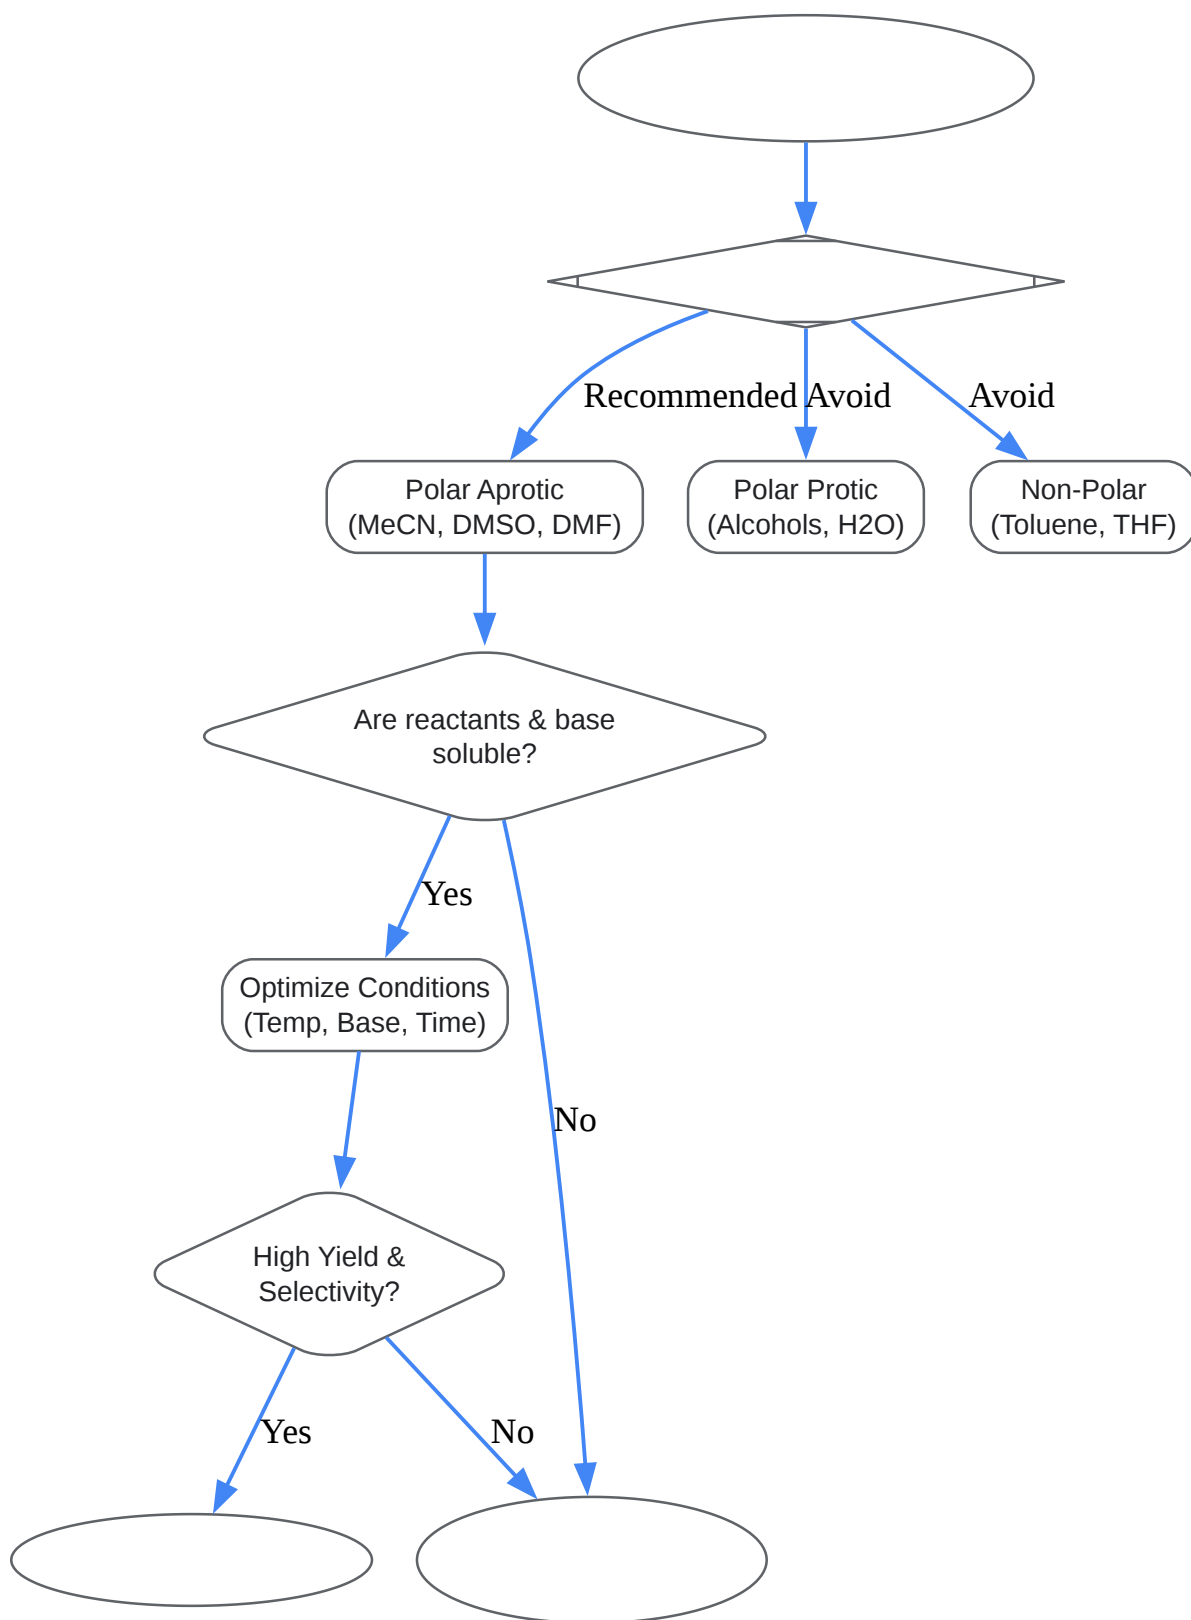 Recommended
Avoid
Avoid
Polar Aprotic
(MeCN, DMSO, DMF)
Polar Protic
(Alcohols, H2O)
Non-Polar
(Toluene, THF)
Are reactants & base
soluble?
Yes
Optimize Conditions
(Temp, Base, Time)
No
High Yield &
Selectivity?
Yes
No